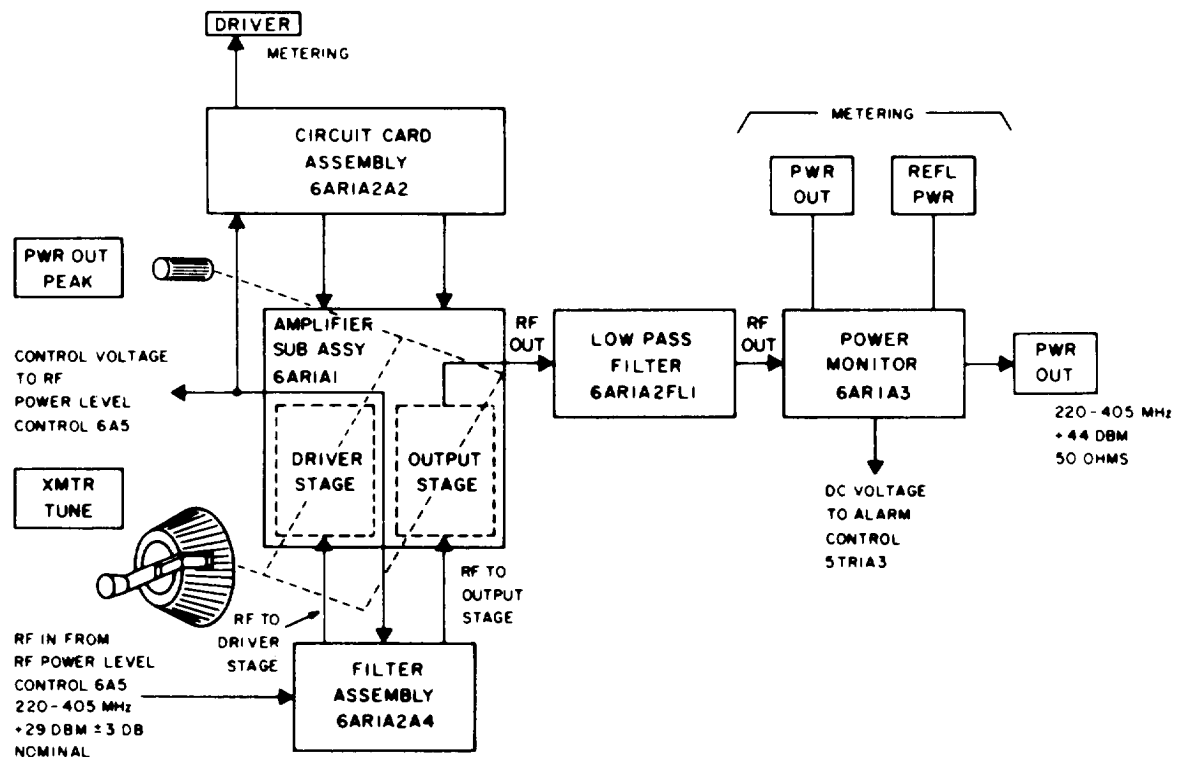 DRIVER
METERING
CIRCUIT CARD
ASSEMBLY
6AR1A2A2
METERING
PWR
OUT
REFL
PWR
PWR OUT
PEAK
CONTROL VOLTAGE
TO RF
POWER LEVEL
CONTROL 6A5
AMPLIFIER
SUB ASSY
6AR1A1
DRIVER
STAGE
OUTPUT
STAGE
RF
OUT
LOW PASS
FILTER
6AR1A2FL1
RF
OUT
POWER
MONITOR
6AR1A3
PWR
OUT
220-405 MHz
+44 DBM
50 OHMS
DC VOLTAGE
TO ALARM
CONTROL
5TR1A3
XMTR
TUNE
RF TO
DRIVER
STAGE
RF TO
OUTPUT
STAGE
RF IN FROM
RF POWER LEVEL
CONTROL 6A5
220-405 MHz
+29 DBM ±3 DB
NOMINAL
FILTER
ASSEMBLY
6AR1A2A4